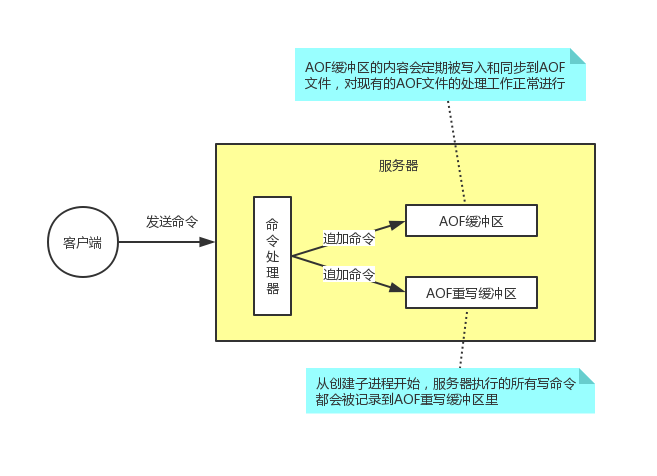 AOF缓冲区的内容会定期被写入和同步到AOF
文件，对现有的AOF文件的处理工作正常进行
服务器
发送命令
客户端
命令处理器
追加命令
AOF缓冲区
追加命令
AOF重写缓冲区
从创建子进程开始，服务器执行的所有写命令
都会被记录到AOF重写缓冲区里